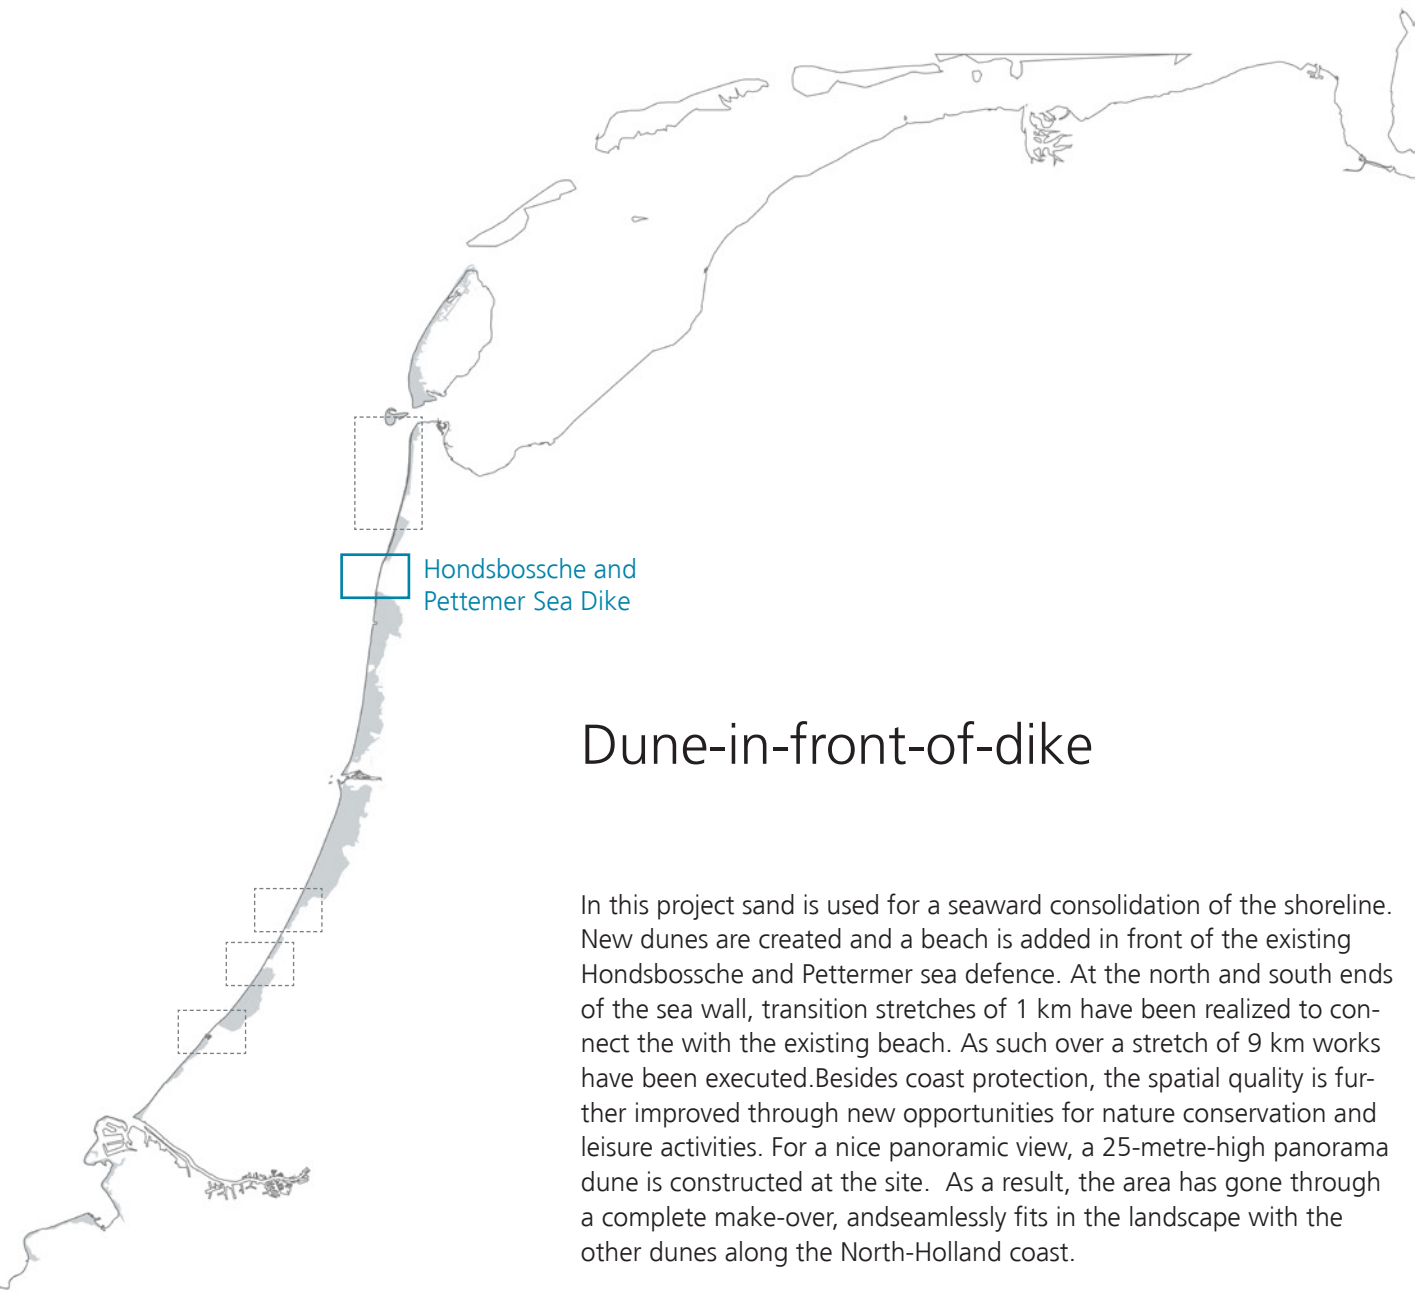 Hondsbossche and
Pettemer Sea Dike
Dune-in-front-of-dike
In this project sand is used for a seaward consolidation of the shoreline.
New dunes are created and a beach is added in front of the existing
Hondsbossche and Pettermer sea defence. At the north and south ends
of the sea wall, transition stretches of 1 km have been realized to con-
nect the with the existing beach. As such over a stretch of 9 km works
have been executed.Besides coast protection, the spatial quality is fur-
ther improved through new opportunities for nature conservation and
leisure activities. For a nice panoramic view, a 25-metre-high panorama
dune is constructed at the site.  As a result, the area has gone through
a complete make-over, andseamlessly fits in the landscape with the
other dunes along the North-Holland coast.